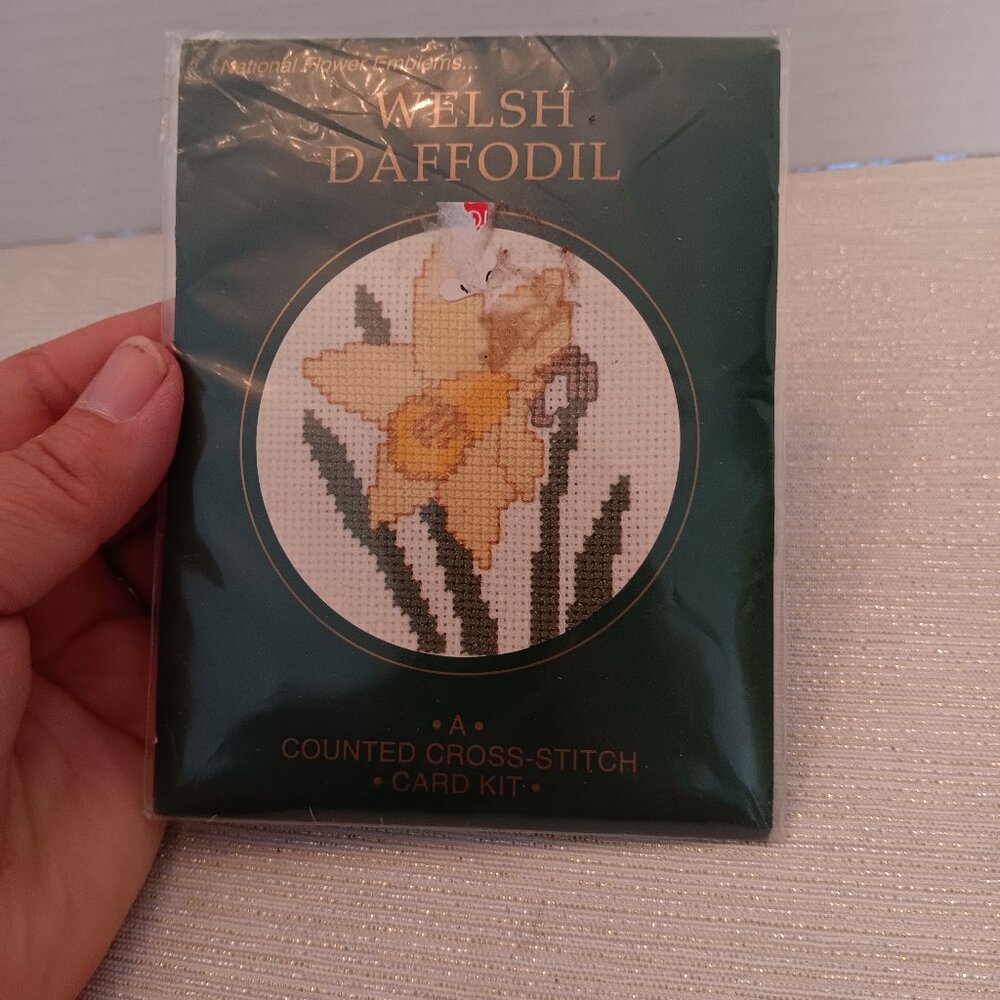 National Flower Emblems...
WELSH
DAFFODIL
• A •
COUNTED CROSS-STITCH
• CARD KIT •